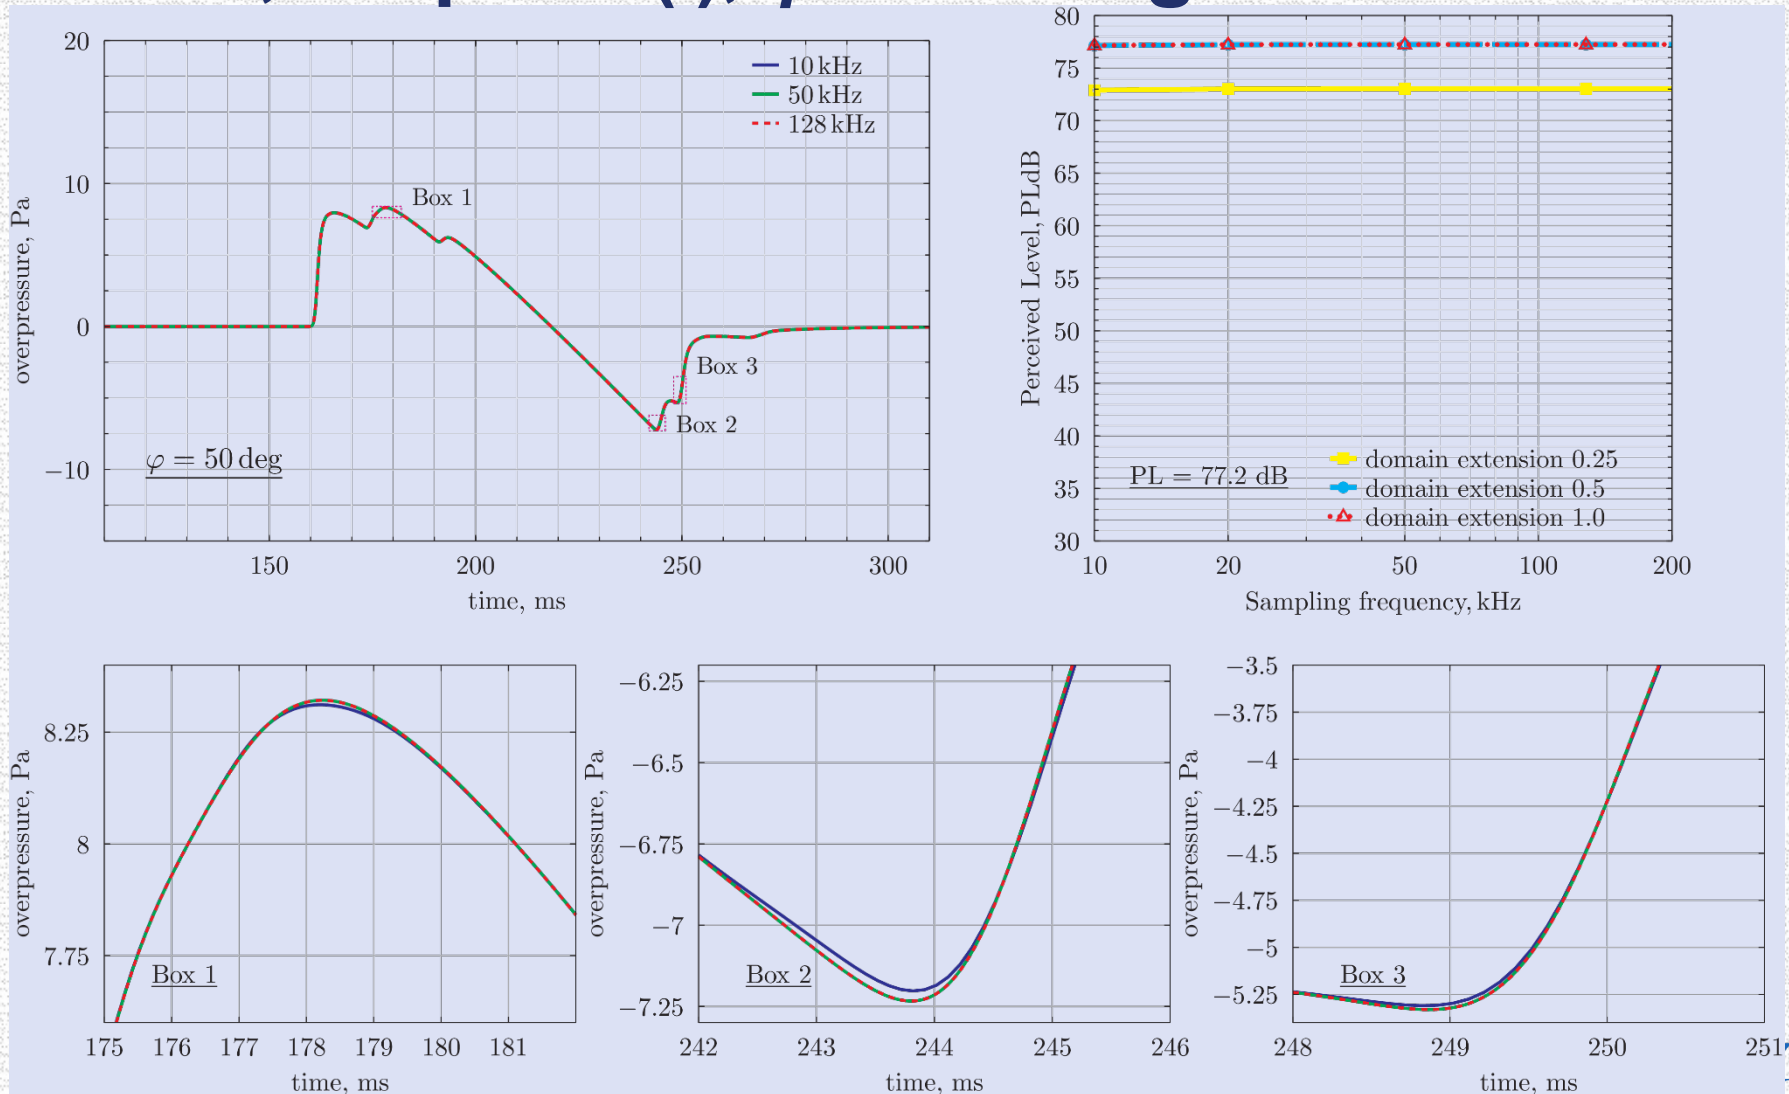 20
10
0
−10
overpressure, Pa
10 kHz
50 kHz
128 kHz
Box 1
Box 3
Box 2
φ = 50 deg
150 200 250 300
time, ms
80
75
70
65
60
55
50
45
40
35
30
Perceived Level, PLdB
PL = 77.2 dB
domain extension 0.25
domain extension 0.5
domain extension 1.0
10 20 50 100 200
Sampling frequency, kHz
8.25
8
7.75
overpressure, Pa
Box 1
175 176 177 178 179 180 181
time, ms
−6.25
−6.5
−6.75
−7
−7.25
overpressure, Pa
Box 2
242 243 244 245 246
time, ms
−3.5
−3.75
−4
−4.25
−4.5
−4.75
−5
−5.25
overpressure, Pa
Box 3
248 249 250 251
time, ms